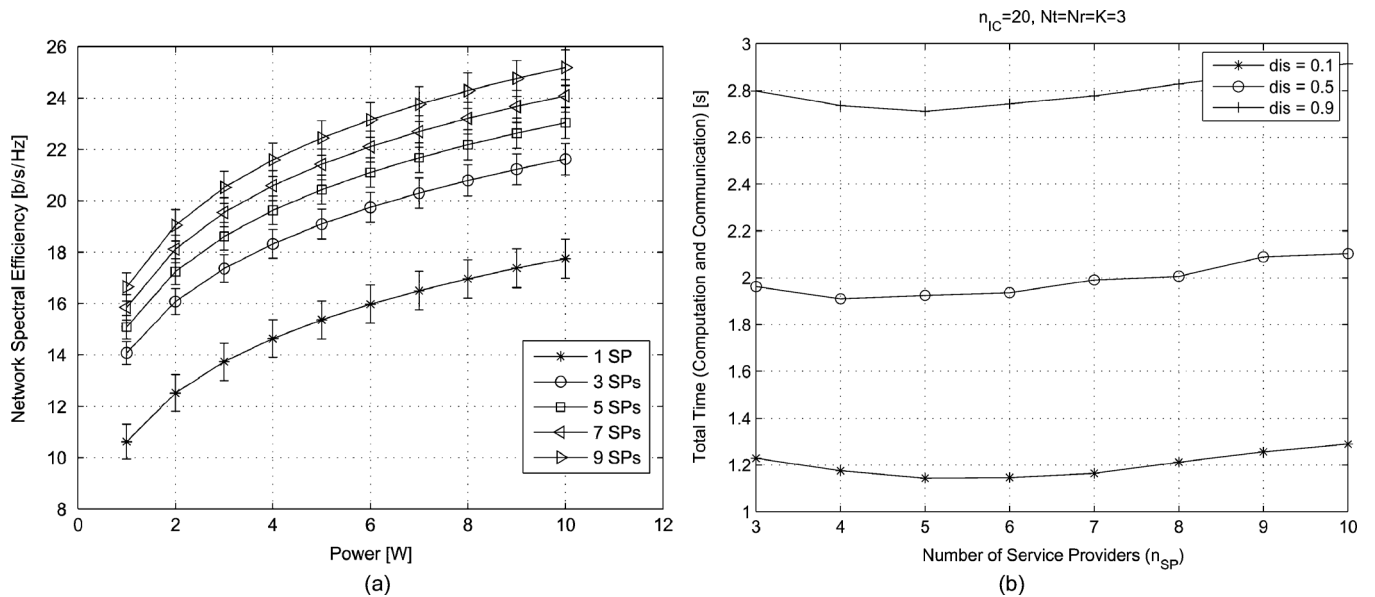 26
24
22
20
18
16
14
12
10
8
0
2
4
6
8
10
12
Network Spectral Efficiency [b/s/Hz]
Power [W]
1 SP
3 SPs
5 SPs
7 SPs
9 SPs
(a)
n_IC=20, Nt=Nr=K=3
3
2.8
2.6
2.4
2.2
2
1.8
1.6
1.4
1.2
1
3
4
5
6
7
8
9
10
Total Time (Computation and Communication) [s]
Number of Service Providers (n_SP)
dis = 0.1
dis = 0.5
dis = 0.9
(b)